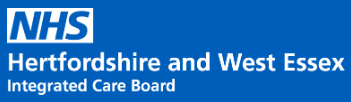 NHS
Hertfordshire and West Essex
Integrated Care Board